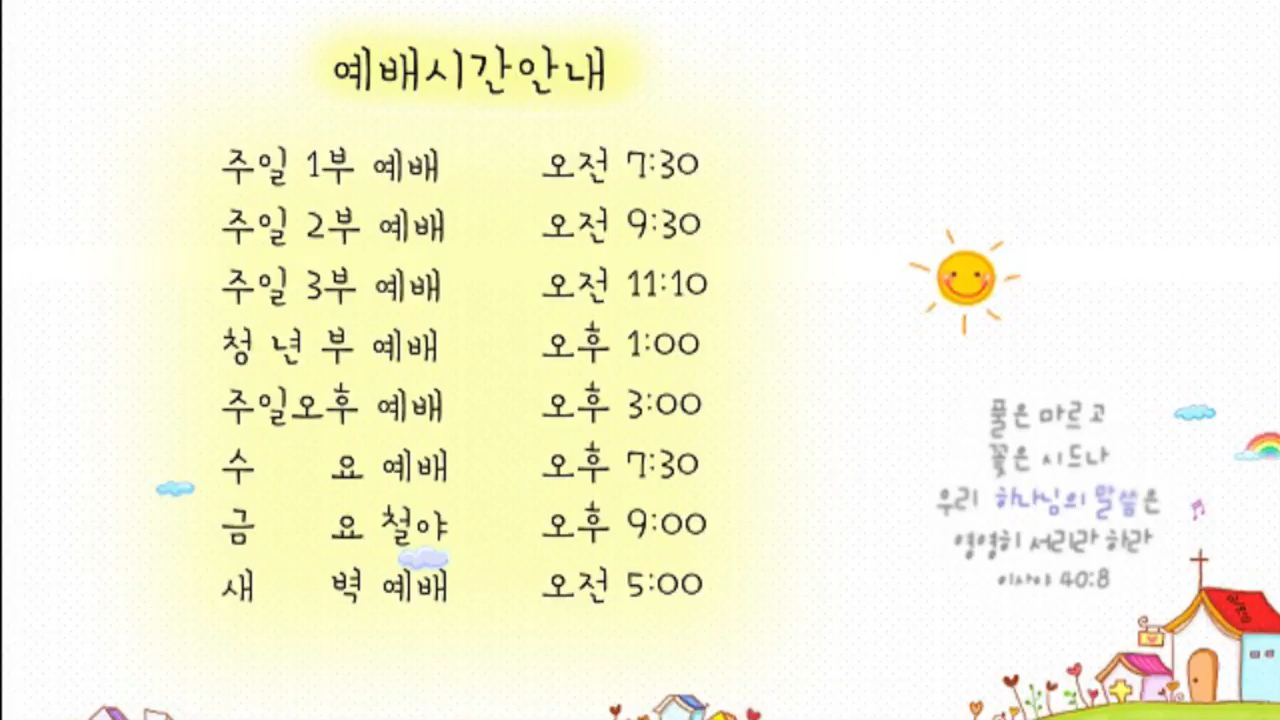 예배시간안내
주일 1부 예배 오전 7:30
주일 2부 예배 오전 9:30
주일 3부 예배 오전 11:10
청 년 부 예배 오후 1:00
주일오후 예배 오후 3:00
수 요 예배 오후 7:30
금 요 철야 오후 9:00
새 벽 예배 오전 5:00
풀은 마르고
꽃은 시드나
우리 하나님의 말씀은
영영히 서리라 하라
이사야 40:8